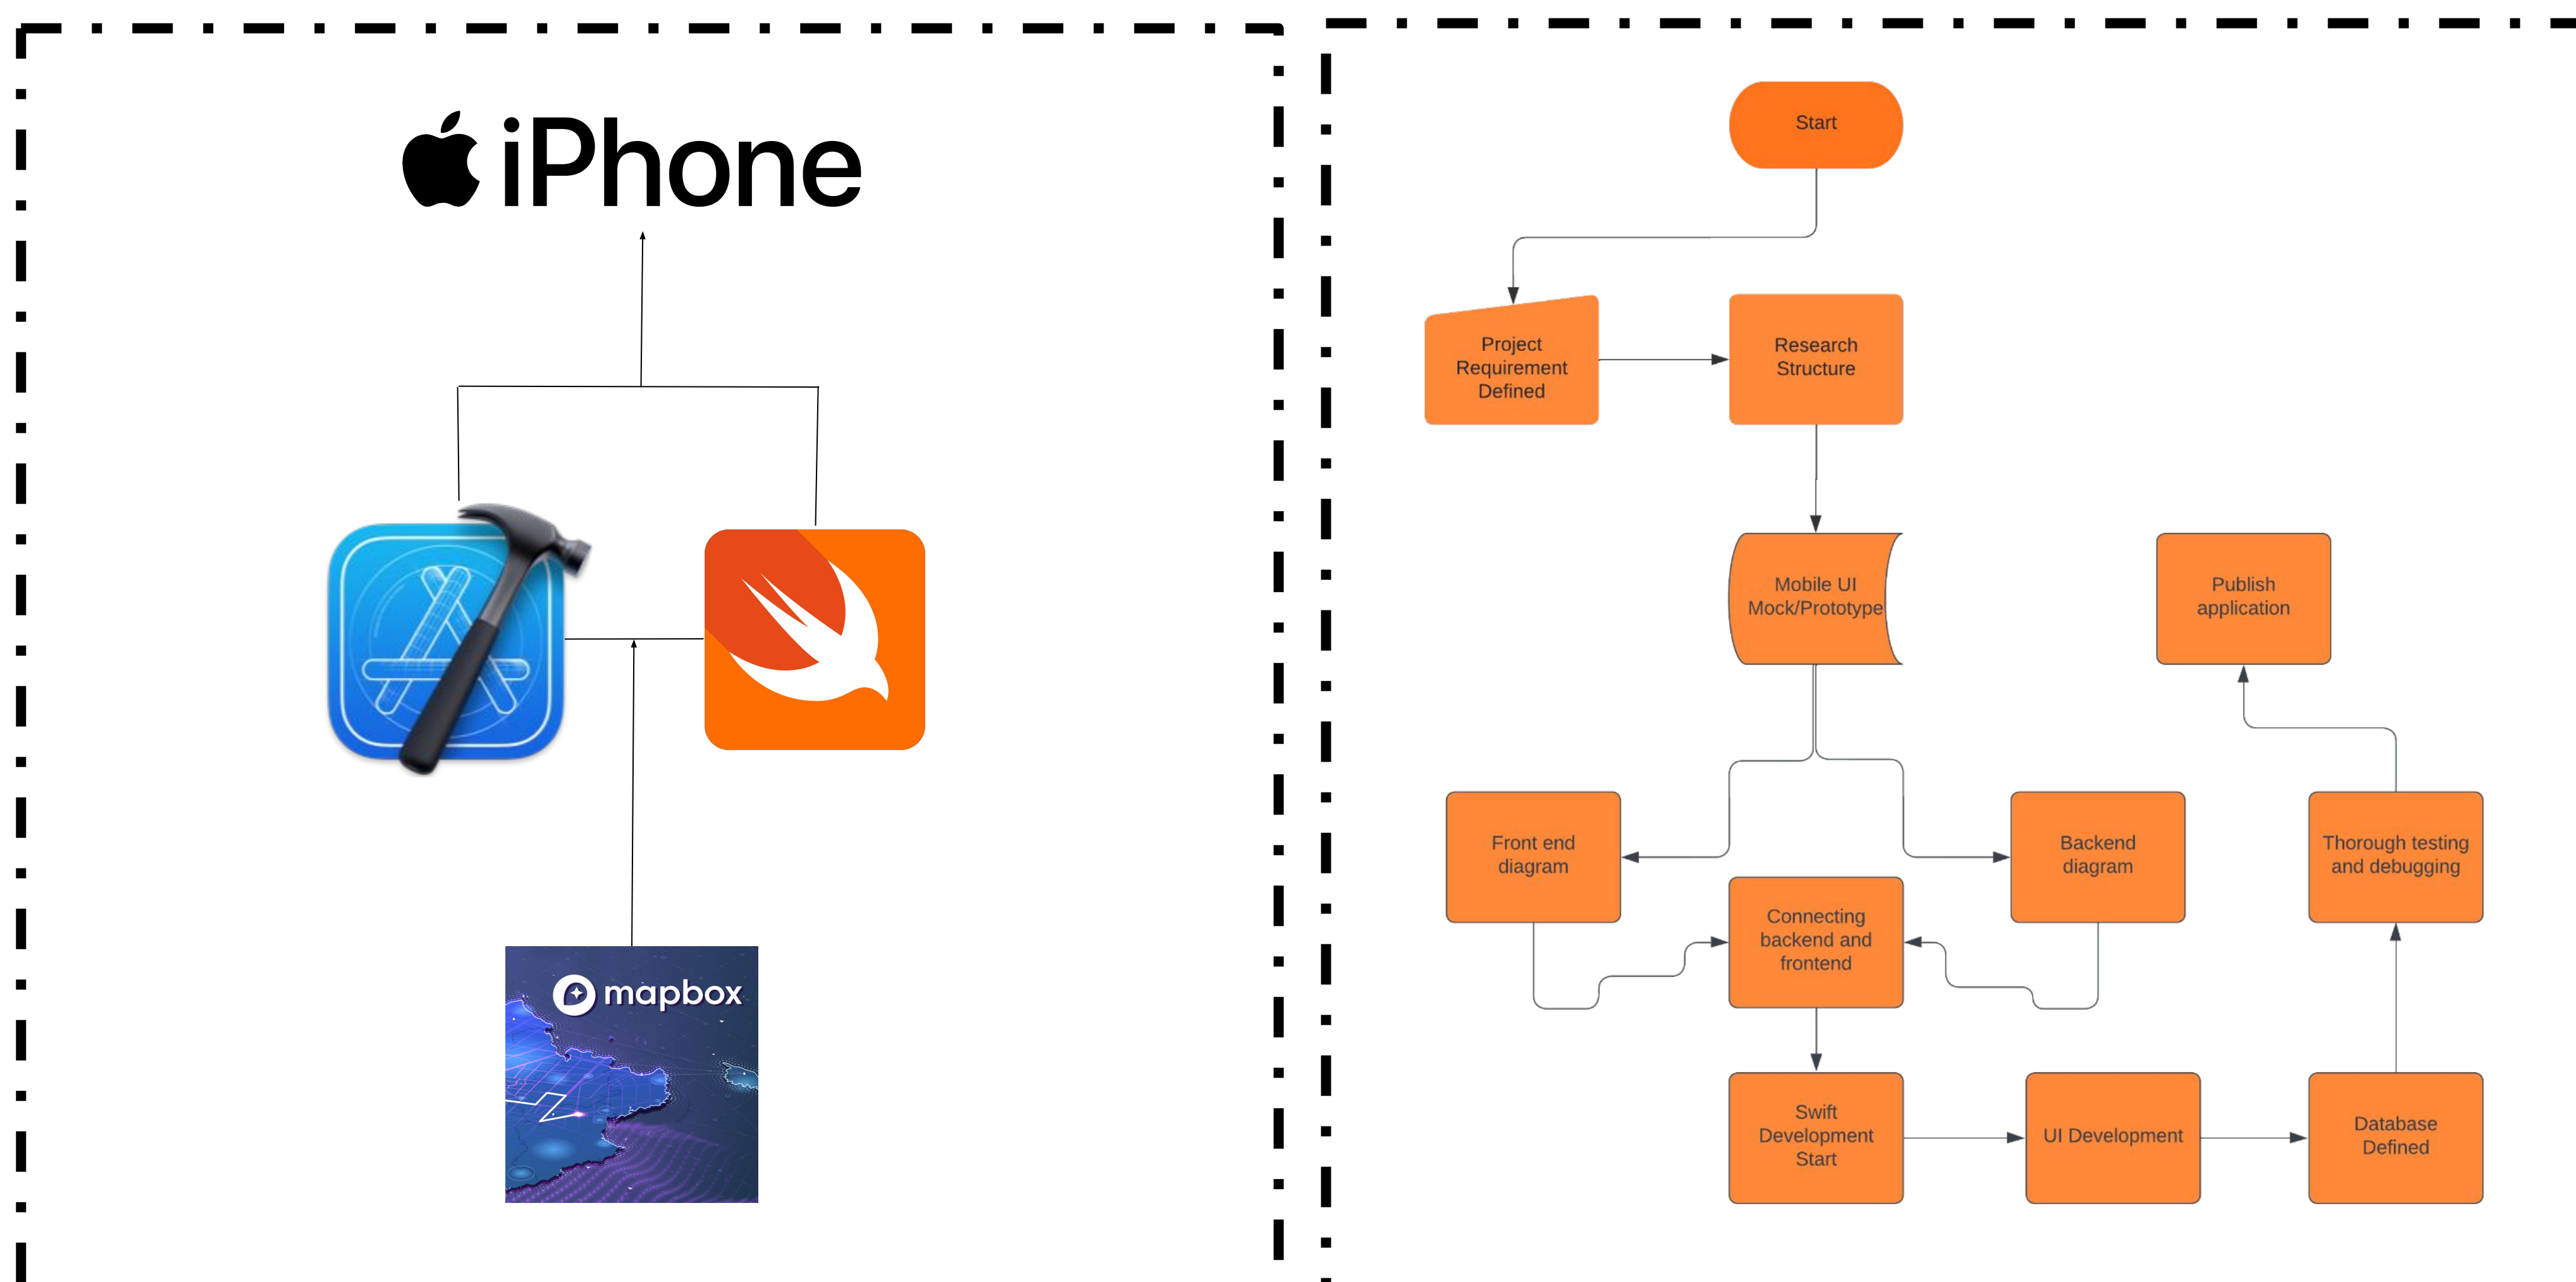 iPhone
mapbox
Start
Project
Requirement
Defined
Research
Structure
Mobile UI
Mock/Prototype
Publish
application
Front end
diagram
Backend
diagram
Thorough testing
and debugging
Connecting
backend and
frontend
Swift
Development
Start
UI Development
Database
Defined